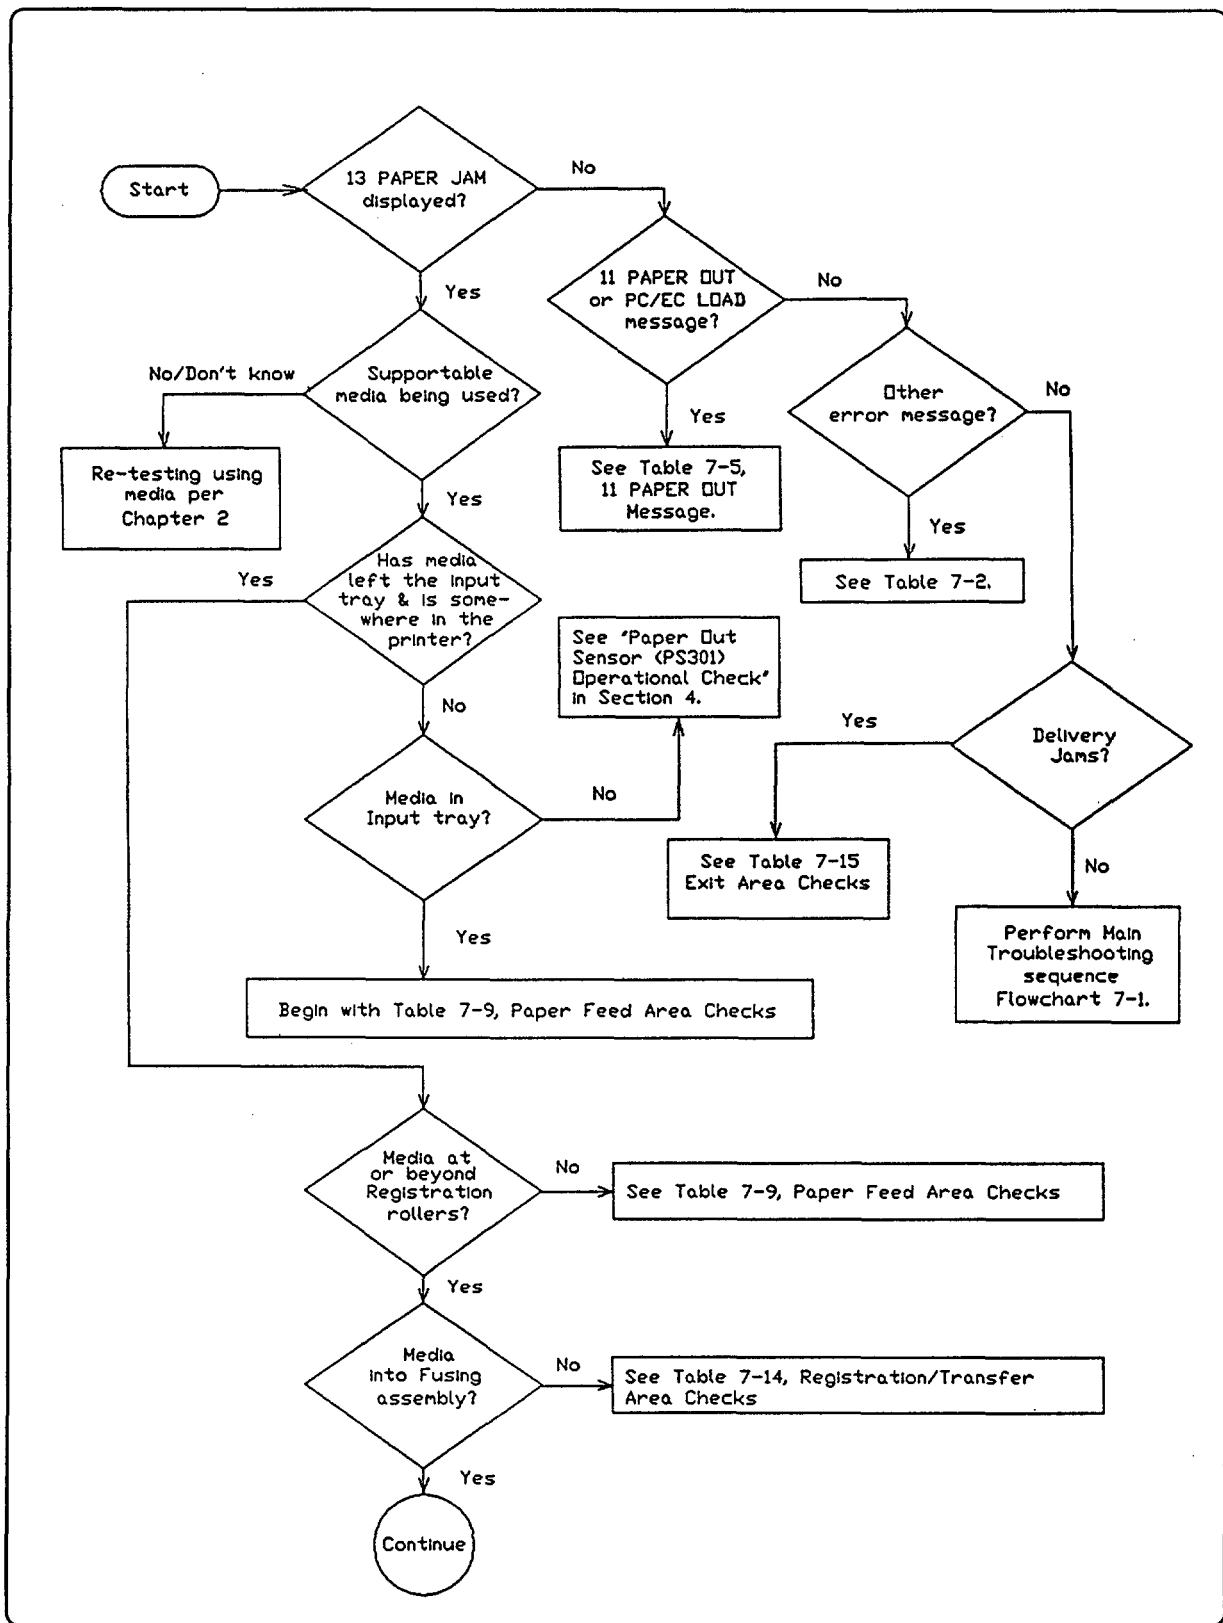 Start
13 PAPER JAM
displayed?
No
Yes
11 PAPER OUT
or PC/EC LOAD
message?
No
Yes
See Table 7-5,
11 PAPER OUT
Message.
Other
error message?
No
Yes
See Table 7-2.
Supportable
media being used?
No/Don't know
Re-testing using
media per
Chapter 2
Yes
Has media
left the input
tray & is some-
where in the
printer?
Yes
No
See "Paper Out
Sensor (PS301)
Operational Check"
in Section 4.
Media in
Input tray?
No
Yes
Begin with Table 7-9, Paper Feed Area Checks
Delivery
Jams?
Yes
See Table 7-15
Exit Area Checks
No
Perform Main
Troubleshooting
sequence
Flowchart 7-1.
Media at
or beyond
Registration
rollers?
No
See Table 7-9, Paper Feed Area Checks
Yes
Media
into Fusing
assembly?
No
See Table 7-14, Registration/Transfer
Area Checks
Yes
Continue